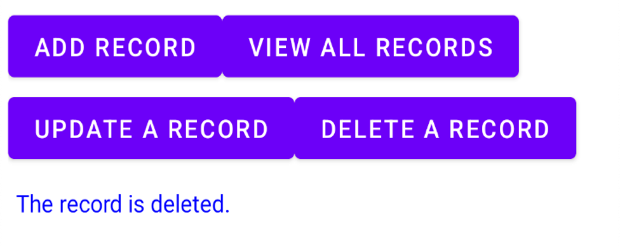 ADD RECORD VIEW ALL RECORDS
UPDATE A RECORD DELETE A RECORD
The record is deleted.